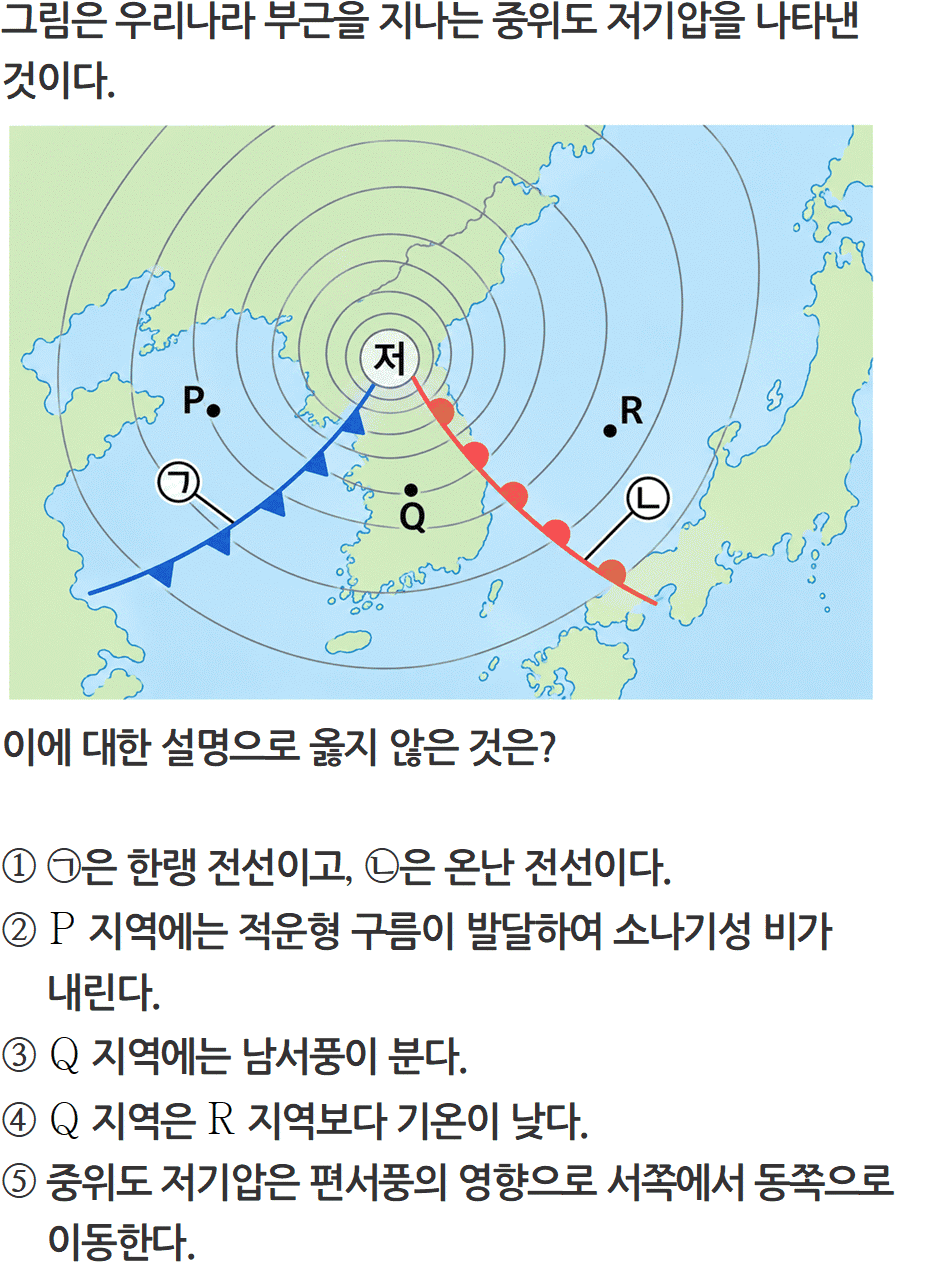 그림은 우리나라 부근을 지나는 중위도 저기압을 나타낸
것이다.
저
P
R
㉠
㉡
Q
이에 대한 설명으로 옳지 않은 것은?
① ㉠은 한랭 전선이고, ㉡은 온난 전선이다.
② P 지역에는 적운형 구름이 발달하여 소나기성 비가
내린다.
③ Q 지역에는 남서풍이 분다.
④ Q 지역은 R 지역보다 기온이 낮다.
⑤ 중위도 저기압은 편서풍의 영향으로 서쪽에서 동쪽으로
이동한다.